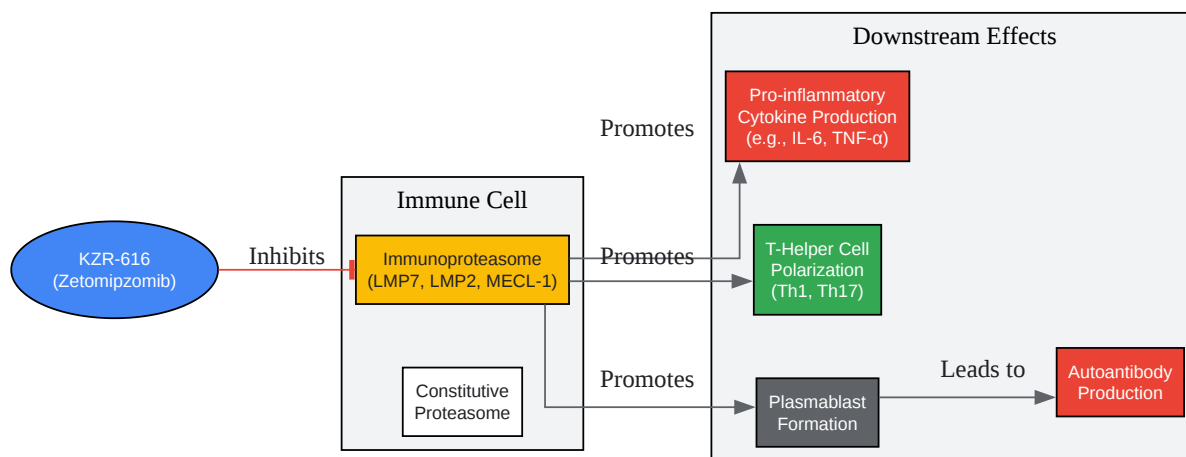 Downstream Effects
Pro-inflammatory
Cytokine Production
(e.g., IL-6, TNF-α)
Promotes
Immune Cell
KZR-616
(Zetomipzomib)
Inhibits
Immunoproteasome
(LMP7, LMP2, MECL-1)
Promotes
T-Helper Cell
Polarization
(Th1, Th17)
Constitutive
Proteasome
Promotes
Plasmablast
Formation
Leads to
Autoantibody
Production